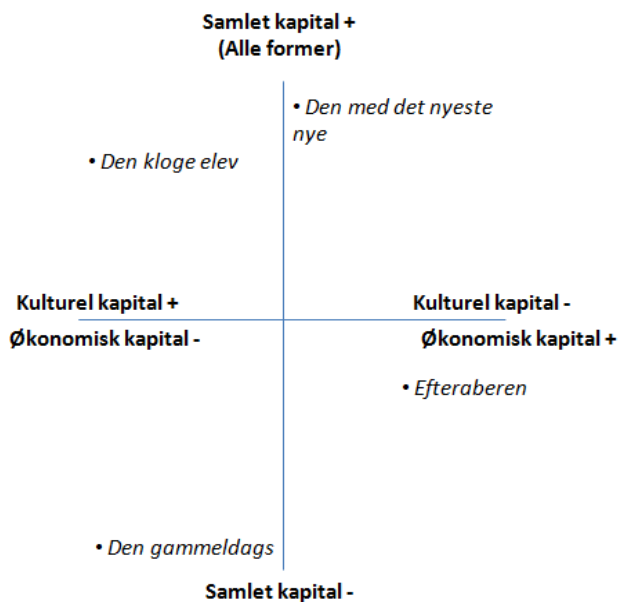 Samlet kapital +
(Alle former)
• Den med det nyeste
nye
• Den kloge elev
Kulturel kapital +
Kulturel kapital -
Økonomisk kapital -
Økonomisk kapital +
• Efteraberen
• Den gammeldags
Samlet kapital -